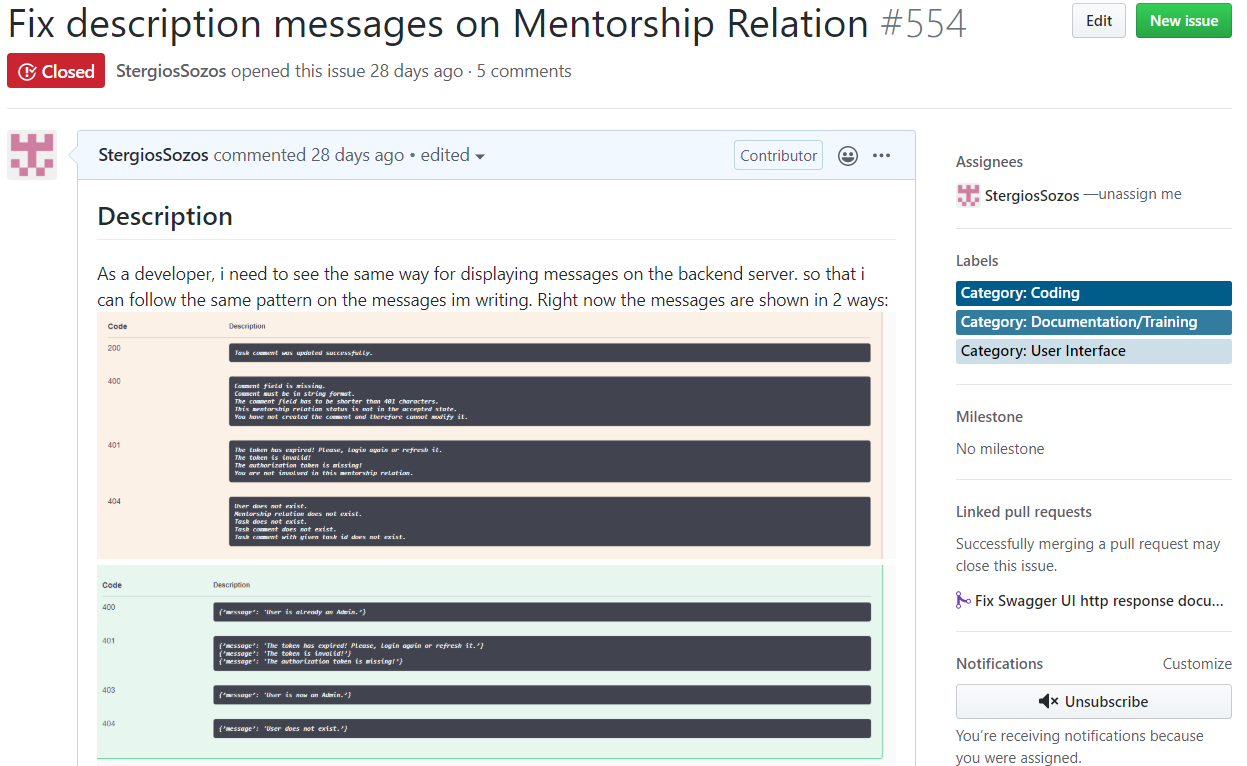 Fix description messages on Mentorship Relation #554
Edit
New issue
Closed
StergiosSozos opened this issue 28 days ago · 5 comments
StergiosSozos commented 28 days ago • edited
Contributor
Description
As a developer, i need to see the same way for displaying messages on the backend server. so that i
can follow the same pattern on the messages im writing. Right now the messages are shown in 2 ways:
Code Description
200
Task comment was updated successfully.
400
Comment field is missing.
Comment must be in string format.
The comment field has to be shorter than 401 characters.
This mentorship relation status is not in the accepted state.
You have not created the comment and therefore cannot modify it.
401
The token has expired! Please, login again or refresh it.
The token is invalid!
The authorization token is missing!
You are not involved in this mentorship relation.
404
User does not exist.
Mentorship relation does not exist.
Task does not exist.
Task comment does not exist.
Task comment with given task id does not exist.
Code Description
400
{'message': 'User is already an Admin.'}
401
{'message': 'The token has expired! Please, login again or refresh it.'}
{'message': 'The token is invalid!'}
{'message': 'The authorization token is missing!'}
403
{'message': 'User is now an Admin.'}
404
{'message': 'User does not exist.'}
Assignees
StergiosSozos —unassign me
Labels
Category: Coding
Category: Documentation/Training
Category: User Interface
Milestone
No milestone
Linked pull requests
Successfully merging a pull request may
close this issue.
Fix Swagger UI http response docu...
Notifications
Customize
Unsubscribe
You're receiving notifications because
you were assigned.